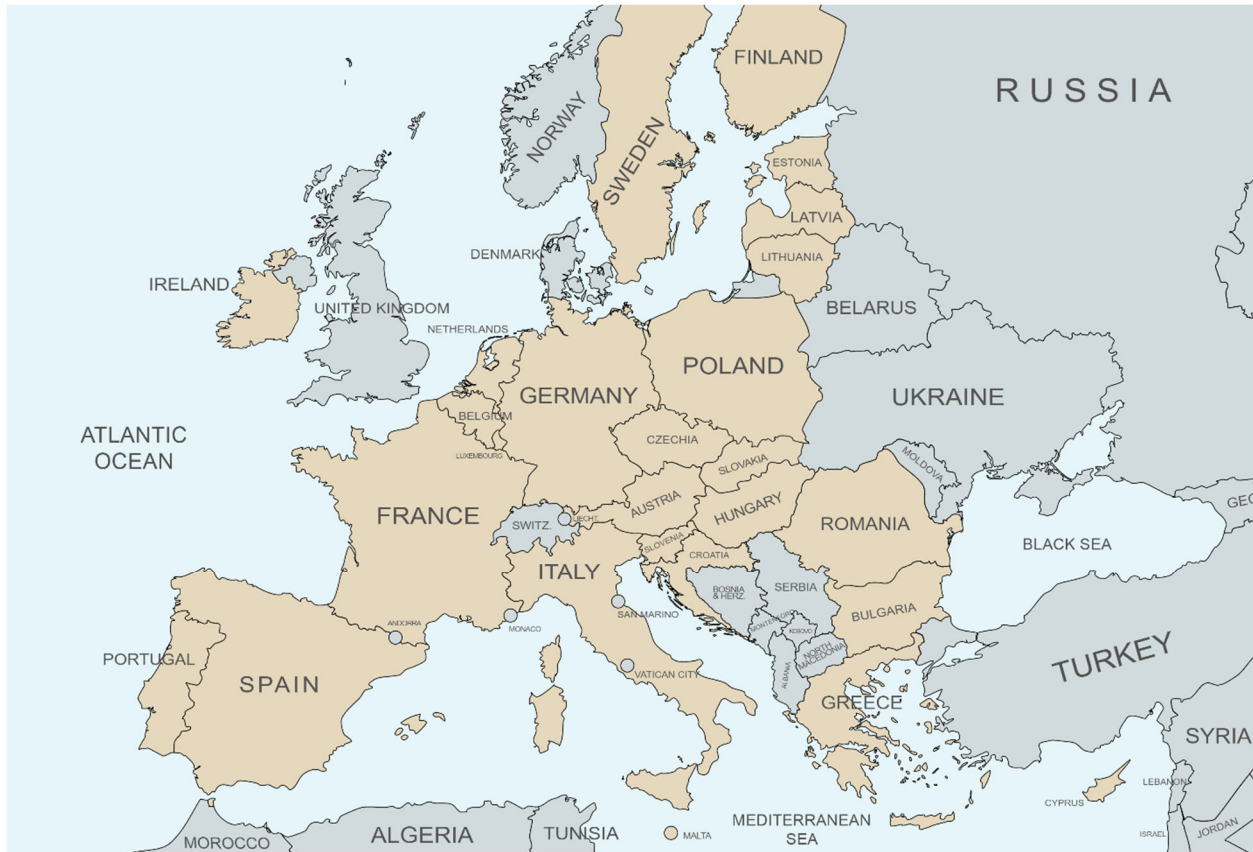 FINLAND
RUSSIA
NORWAY
SWEDEN
ESTONIA
LATVIA
DENMARK
LITHUANIA
IRELAND
UNITED KINGDOM
BELARUS
NETHERLANDS
POLAND
GERMANY
UKRAINE
BELGIUM
ATLANTIC
OCEAN
CZECHIA
LUXEMBOURG
SLOVAKIA
MOLDOVA
AUSTRIA
HUNGARY
FRANCE
SWITZ.
LIECHT.
ROMANIA
GEO
SLOVENIA
BLACK SEA
CROATIA
ITALY
BOSNIA
& HERZ.
SERBIA
SAN MARINO
BULGARIA
ANDORRA
MONACO
MONTENEGRO
KOSOVO
PORTUGAL
NORTH
MACEDONIA
TURKEY
SPAIN
VATICAN CITY
ALBANIA
GREECE
SYRIA
LEBANON
CYPRUS
MEDITERRANEAN
SEA
MOROCCO
ALGERIA
TUNISIA
MALTA
ISRAEL
JORDAN